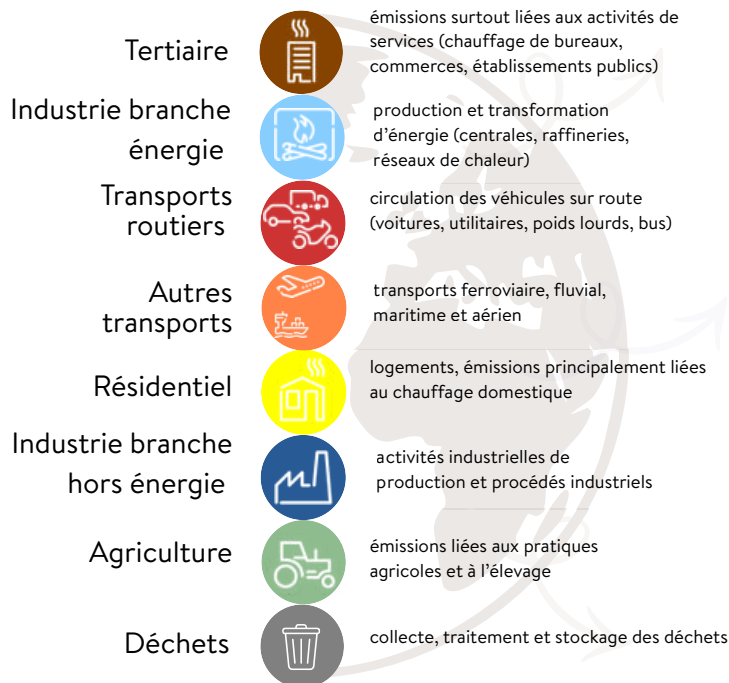 Tertiaire
émissions surtout liées aux activités de
services (chauffage de bureaux,
commerces, établissements publics)
Industrie branche
énergie
production et transformation
d'énergie (centrales, raffineries,
réseaux de chaleur)
Transports
routiers
circulation des véhicules sur route
(voitures, utilitaires, poids lourds, bus)
Autres
transports
transports ferroviaire, fluvial,
maritime et aérien
Résidentiel
logements, émissions principalement liées
au chauffage domestique
Industrie branche
hors énergie
activités industrielles de
production et procédés industriels
Agriculture
émissions liées aux pratiques
agricoles et à l'élevage
Déchets
collecte, traitement et stockage des déchets